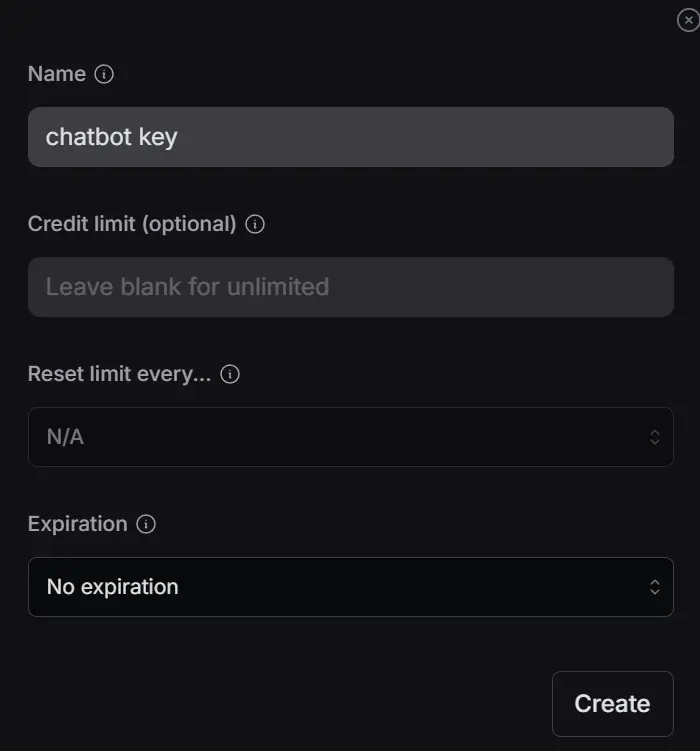 Name
chatbot key
Credit limit (optional)
Leave blank for unlimited
Reset limit every...
N/A
Expiration
No expiration
Create